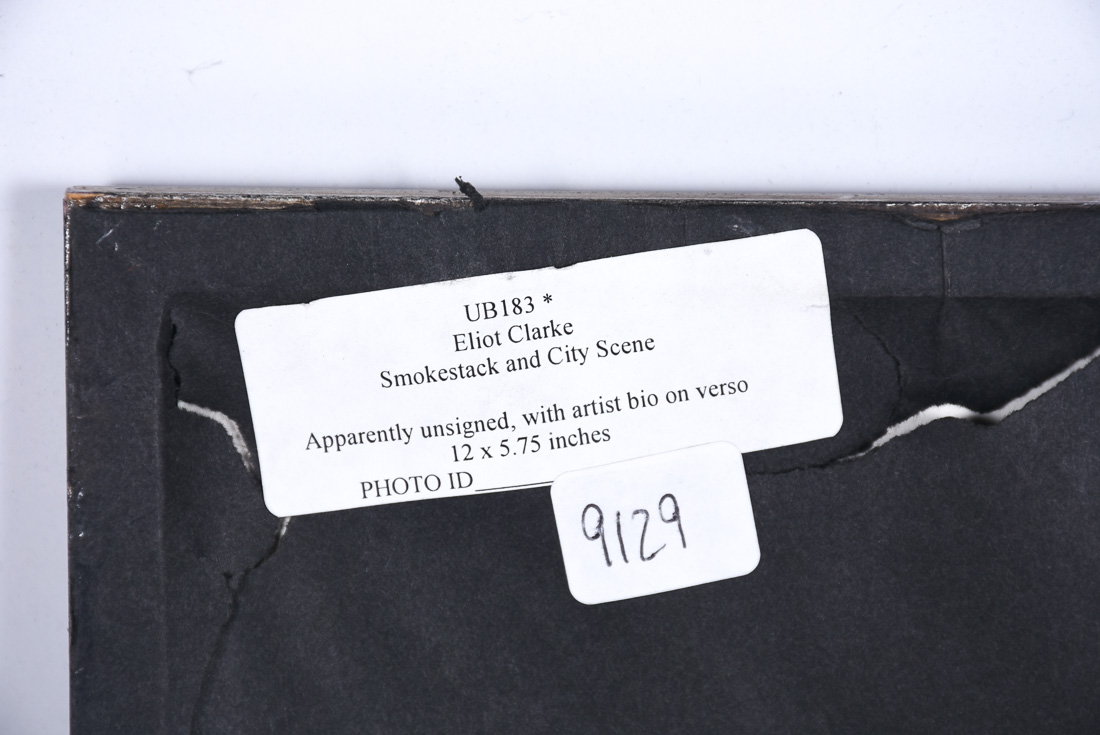 UB183 *
Eliot Clarke
Smokestack and City Scene
Apparently unsigned, with artist bio on verso
12 x 5.75 inches
PHOTO ID ______
9129